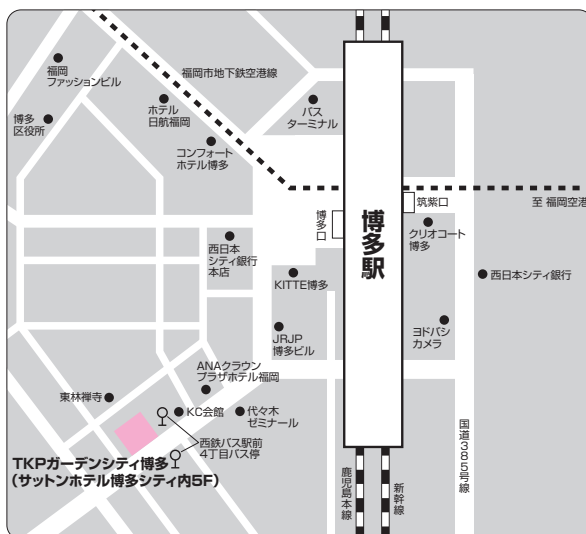 福岡
ファッションビル
福岡市地下鉄空港線
博多
区役所
ホテル
日航福岡
バス
ターミナル
コンフォート
ホテル博多
筑紫口
至 福岡空港
博多口
博多駅
クリオコート
博多
西日本
シティ銀行
本店
KITTE博多
西日本シティ銀行
JRJP
博多ビル
ヨドバシ
カメラ
ANAクラウン
プラザホテル福岡
東林禅寺
KC会館
代々木
ゼミナール
西鉄バス駅前
4丁目バス停
TKPガーデンシティ博多
(サットンホテル博多シティ内5F)
鹿児島本線
新幹線
国道385号線